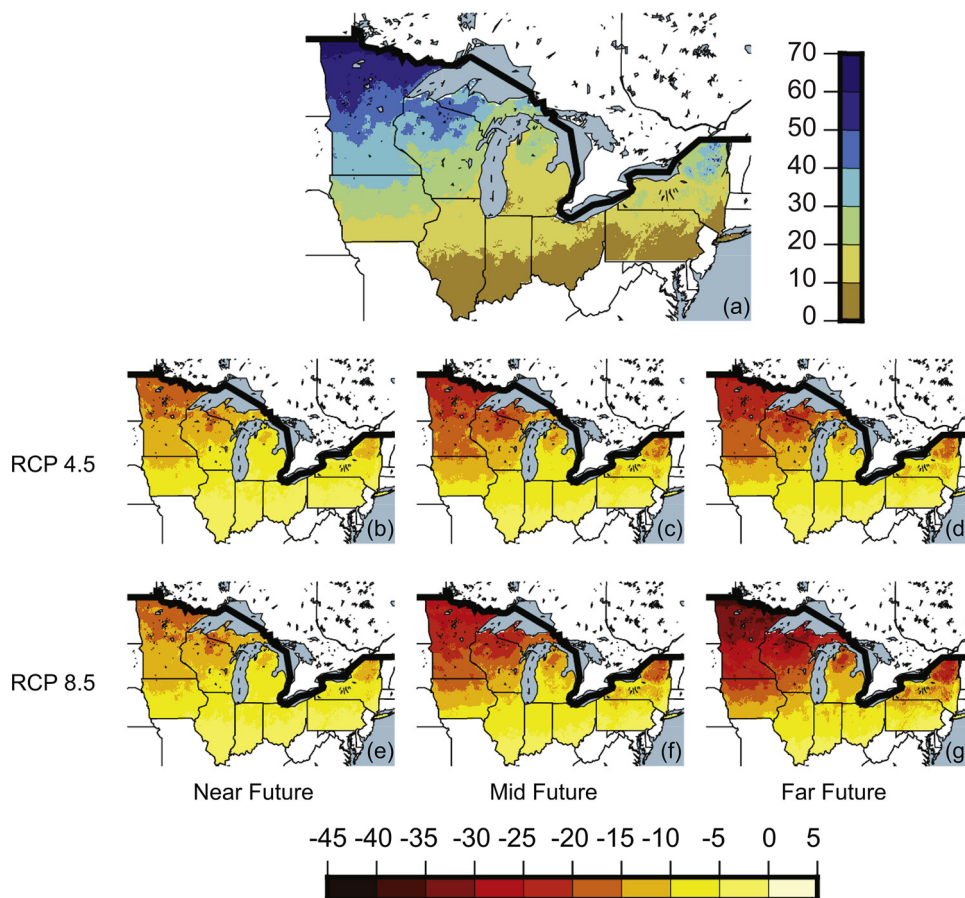 70
60
50
40
30
20
10
0
(a)
RCP 4.5
(b)
(c)
(d)
RCP 8.5
(e)
(f)
(g)
Near Future
Mid Future
Far Future
-45 -40 -35 -30 -25 -20 -15 -10 -5 0 5